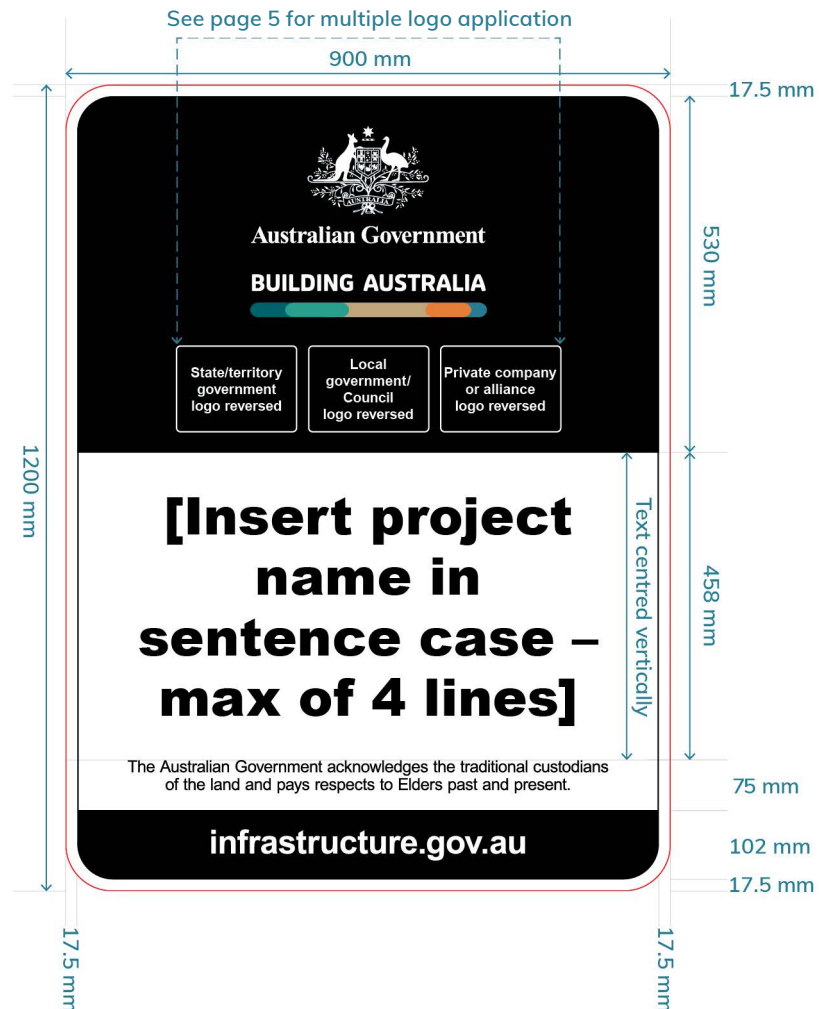 See page 5 for multiple logo application
900 mm
17.5 mm
AUSTRALIA
Australian Government
BUILDING AUSTRALIA
530 mm
State/territory
government
logo reversed
Local
government/
Council
logo reversed
Private company
or alliance
logo reversed
1200 mm
[Insert project
name in
sentence case –
max of 4 lines]
Text centred vertically
458 mm
The Australian Government acknowledges the traditional custodians
of the land and pays respects to Elders past and present.
75 mm
infrastructure.gov.au
102 mm
17.5 mm
17.5 mm
17.5 mm